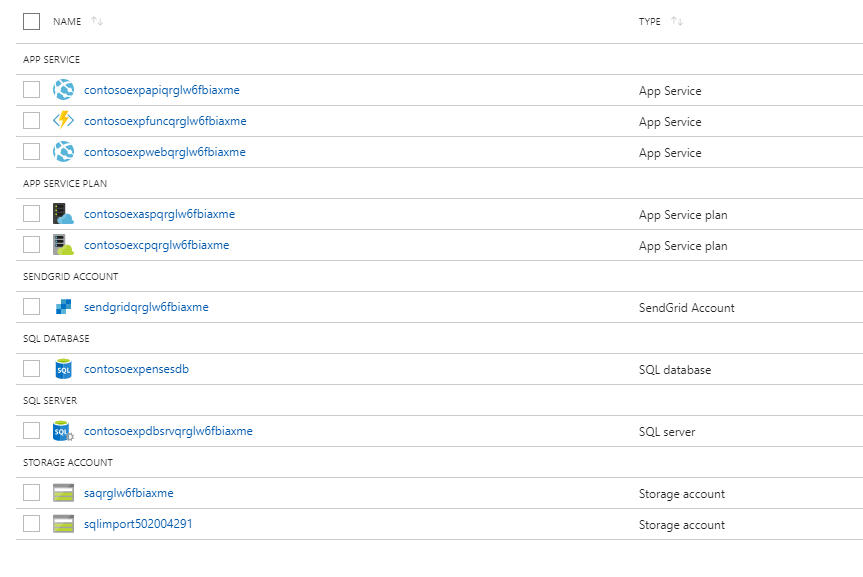 NAME ↑↓ TYPE ↑↓
APP SERVICE
contosoexpapiqrglw6fbiaxme App Service
contosoexpfuncqrglw6fbiaxme App Service
contosoexpwebqrglw6fbiaxme App Service
APP SERVICE PLAN
contosoexaspqrglw6fbiaxme App Service plan
contosoexcpqrglw6fbiaxme App Service plan
SENDGRID ACCOUNT
sendgridqrglw6fbiaxme SendGrid Account
SQL DATABASE
SQL contosoexpensesdb SQL database
SQL SERVER
SQL contosoexpdbsrvqrglw6fbiaxme SQL server
STORAGE ACCOUNT
saqrglw6fbiaxme Storage account
sqlimport502004291 Storage account